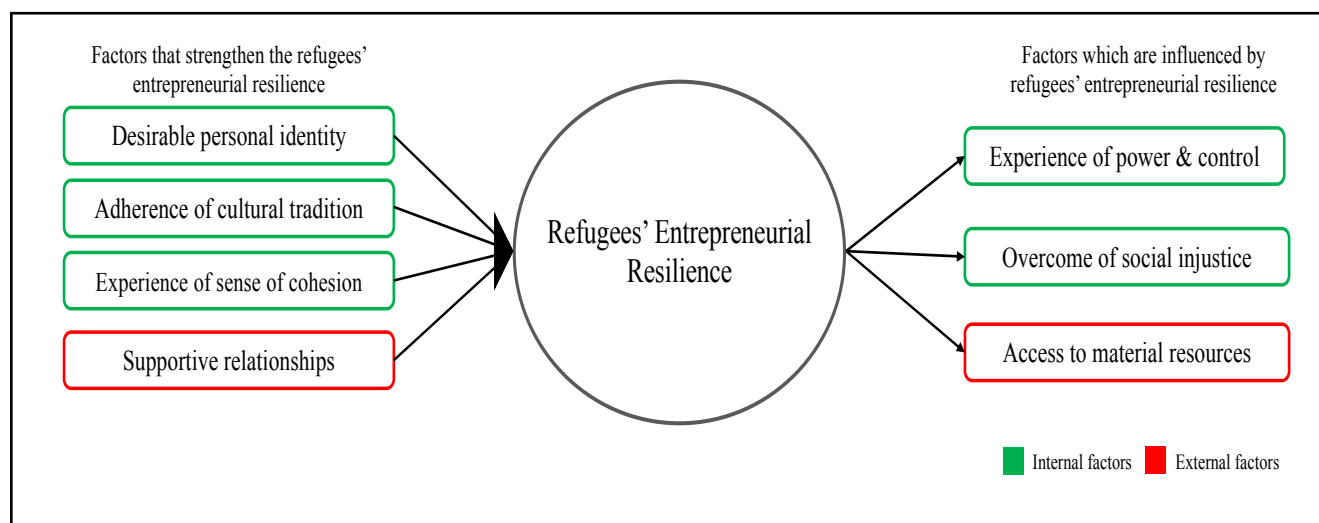 Factors that strengthen the refugees’
entrepreneurial resilience
Desirable personal identity
Adherence of cultural tradition
Experience of sense of cohesion
Supportive relationships
Refugees’ Entrepreneurial
Resilience
Factors which are influenced by
refugees’ entrepreneurial resilience
Experience of power & control
Overcome of social injustice
Access to material resources
Internal factors
External factors